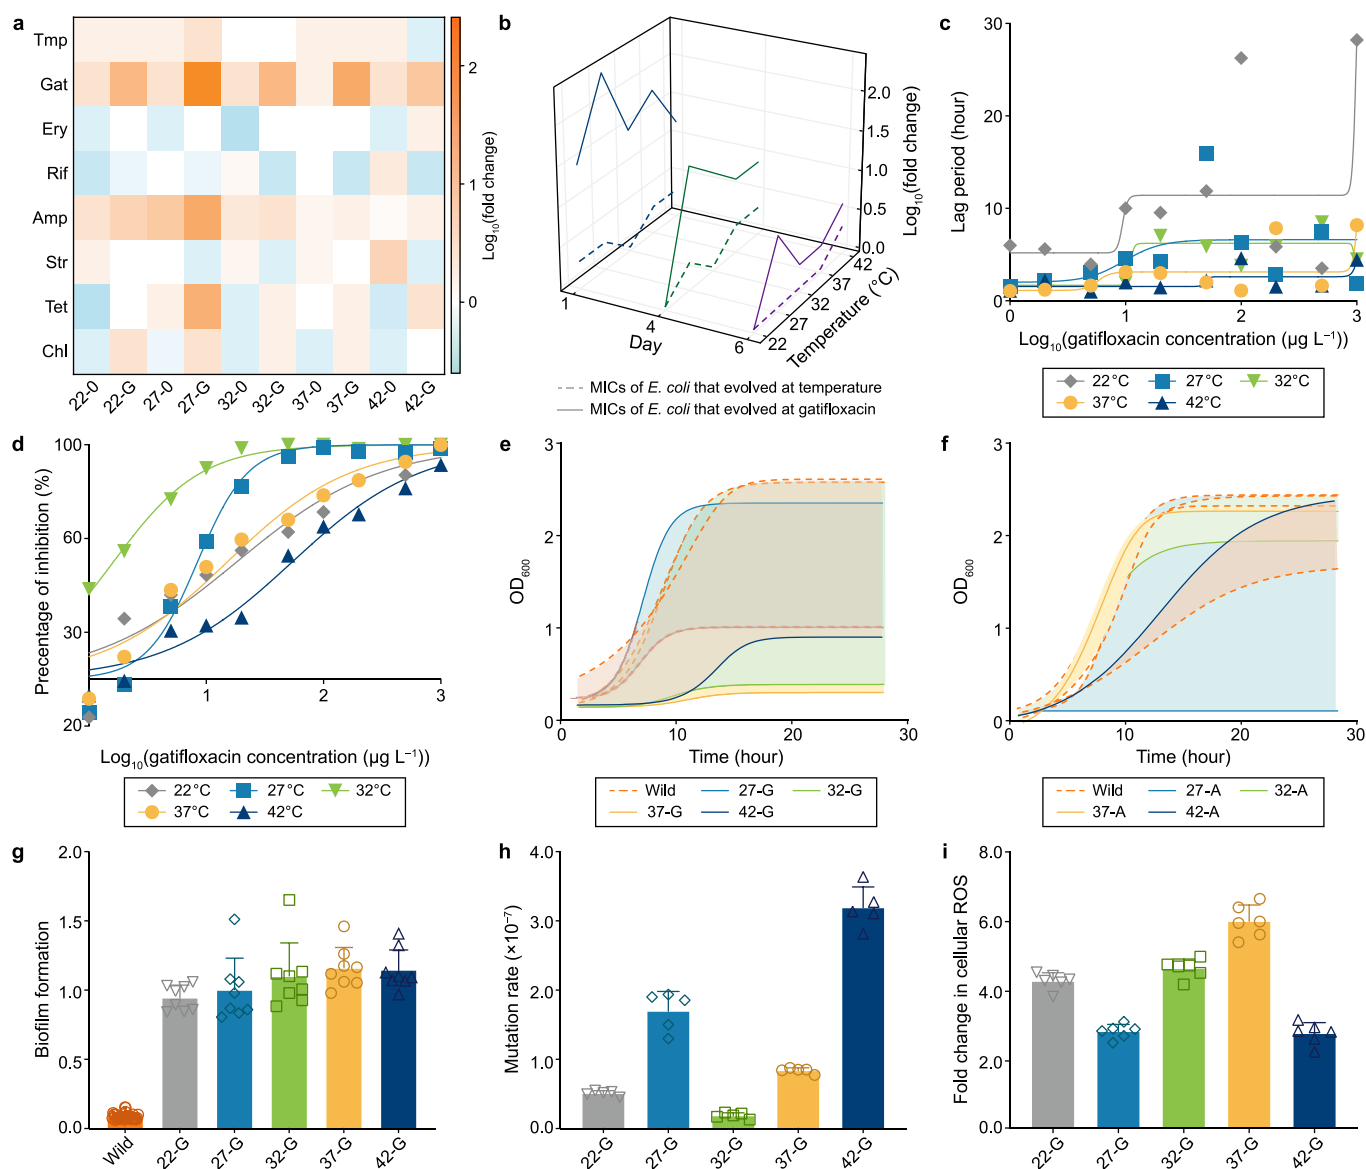 a
Tmp
Gat
Ery
Rif
Amp
Str
Tet
Chl
22-0 22-G 27-0 27-G 32-0 32-G 37-0 37-G 42-0 42-G
2
1
0
Log₁₀(fold change)
b
2.0
1.5
1.0
0.5
0.0
Log₁₀(fold change)
1
4
6
Day
22
27
32
37
42
Temperature (°C)
MICs of E. coli that evolved at temperature
MICs of E. coli that evolved at gatifloxacin
c
Lag period (hour)
30
20
10
0
0 1 2 3
Log₁₀(gatifloxacin concentration (µg L⁻¹))
22°C 27°C 32°C
37°C 42°C
d
Precentage of inhibition (%)
100
60
30
20
1 2 3
Log₁₀(gatifloxacin concentration (µg L⁻¹))
22°C 27°C 32°C
37°C 42°C
e
OD₆₀₀
3
2
1
0
0 10 20 30
Time (hour)
Wild 27-G 32-G
37-G 42-G
f
OD₆₀₀
3
2
1
0
0 10 20 30
Time (hour)
Wild 27-A 32-A
37-A 42-A
g
Biofilm formation
2.0
1.5
1.0
0.5
0.0
Wild 22-G 27-G 32-G 37-G 42-G
h
Mutation rate (×10⁻⁷)
4.0
3.0
2.0
1.0
0.0
22-G 27-G 32-G 37-G 42-G
i
Fold change in cellular ROS
8.0
6.0
4.0
2.0
0.0
22-G 27-G 32-G 37-G 42-G